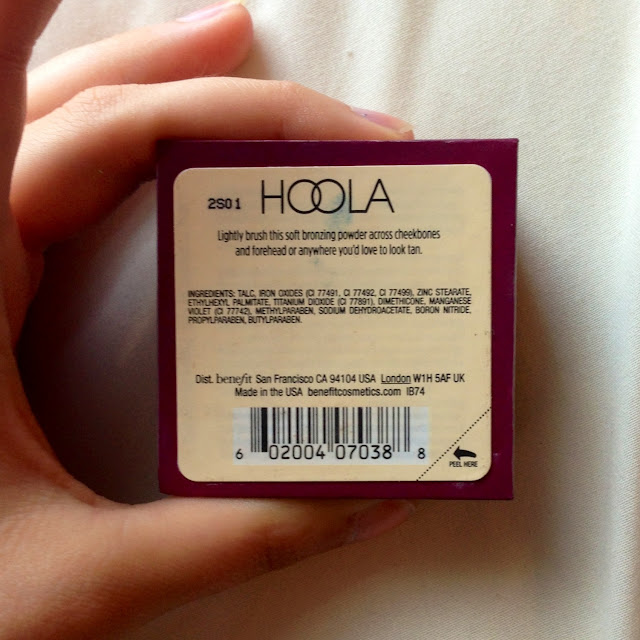 2S01 HOOLA
Lightly brush this soft bronzing powder across cheekbones
and forehead or anywhere you'd love to look tan.
INGREDIENTS: TALC, IRON OXIDES (CI 77491, CI 77492, CI 77499), ZINC STEARATE,
ETHYLHEXYL PALMITATE, TITANIUM DIOXIDE (CI 77891), DIMETHICONE, MANGANESE
VIOLET (CI 77742), METHYLPARABEN, SODIUM DEHYDROACETATE, BORON NITRIDE,
PROPYLPARABEN, BUTYLPARABEN.
Dist. benefit San Francisco CA 94104 USA London W1H 5AF UK
Made in the USA benefitcosmetics.com IB74
6 02004 07038 8
PEEL HERE